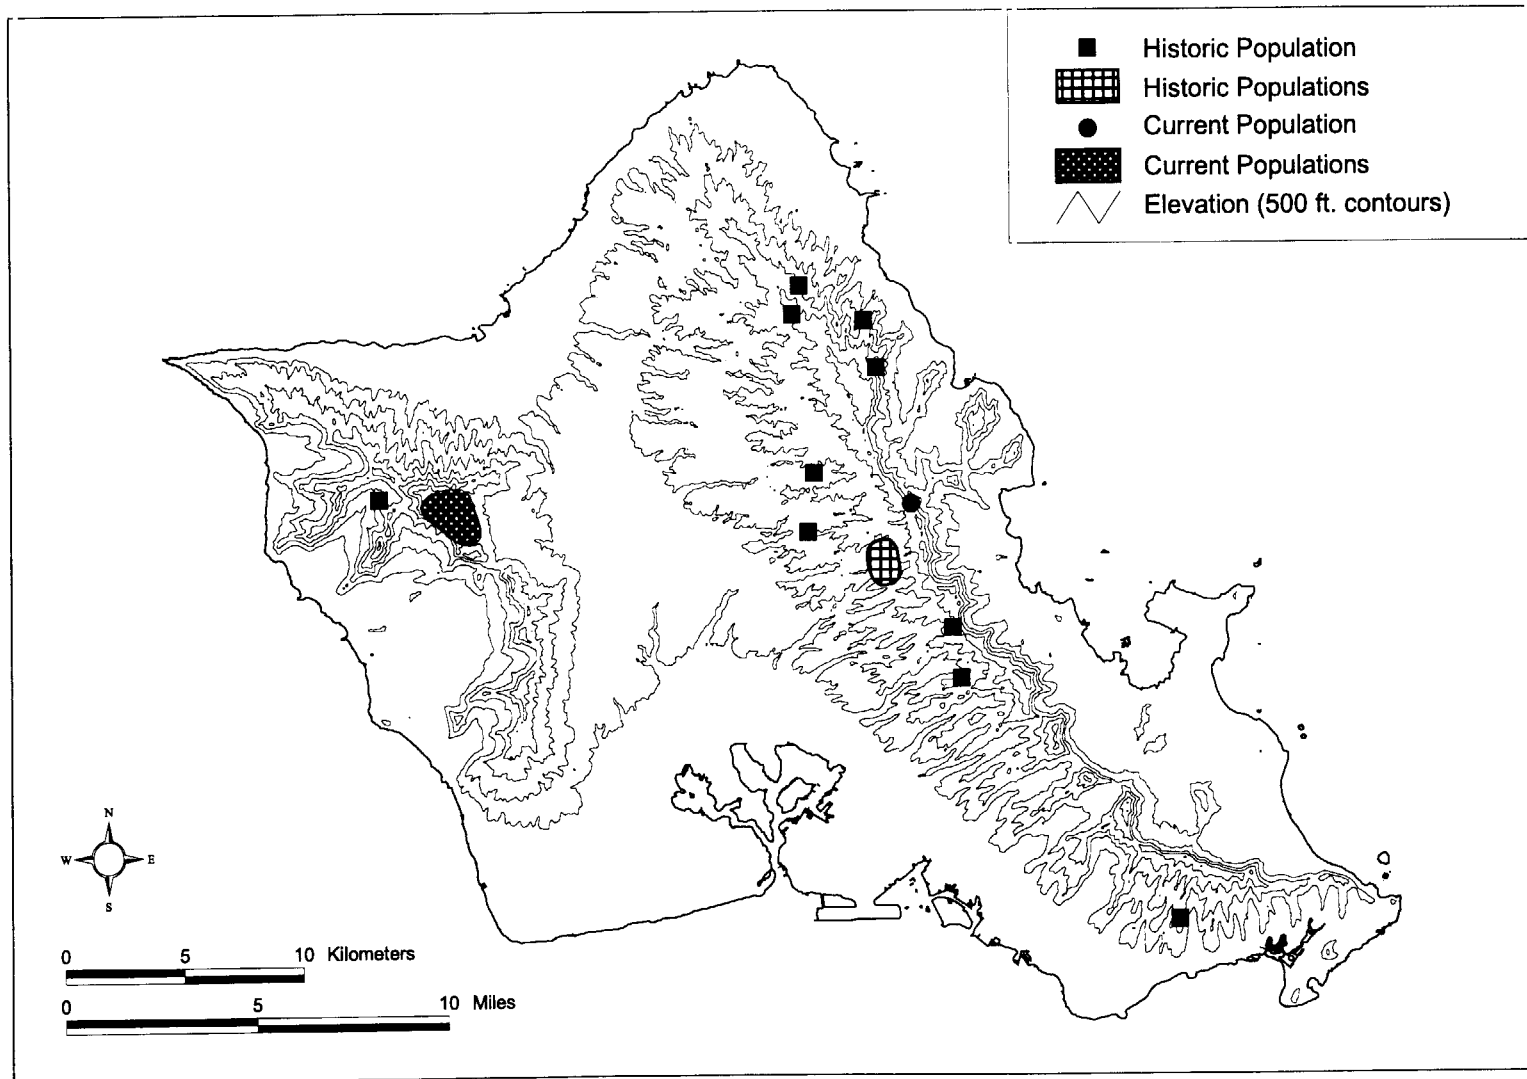 Historic Population
Historic Populations
Current Population
Current Populations
Elevation (500 ft. contours)
N
W E
S
0 5 10 Kilometers
0 5 10 Miles